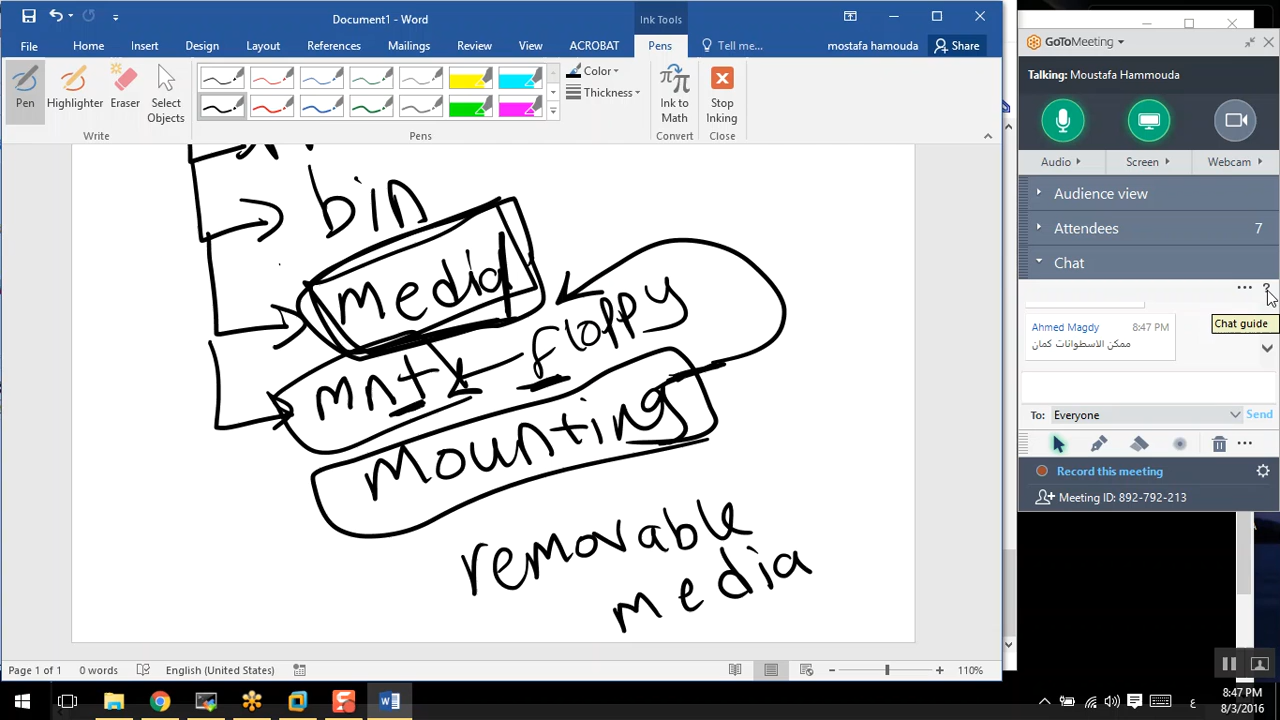 Document1 - Word
Ink Tools
File
Home
Insert
Design
Layout
References
Mailings
Review
View
ACROBAT
Pens
Tell me...
mostafa hamouda
Share
Pen
Highlighter
Eraser
Select
Objects
Color
Thickness
Ink to
Math
Stop
Inking
Write
Pens
Convert
Close
bin
media
floppy
mnt
mounting
removable
media
GoToMeeting
Talking: Moustafa Hammouda
Audio
Screen
Webcam
Audience view
Attendees
7
Chat
?
Chat guide
Ahmed Magdy
8:47 PM
ممكن الاسطوانات كمان
To:
Everyone
Send
Record this meeting
Meeting ID: 892-792-213
Page 1 of 1
0 words
English (United States)
110%
ع
8:47 PM
8/3/2016